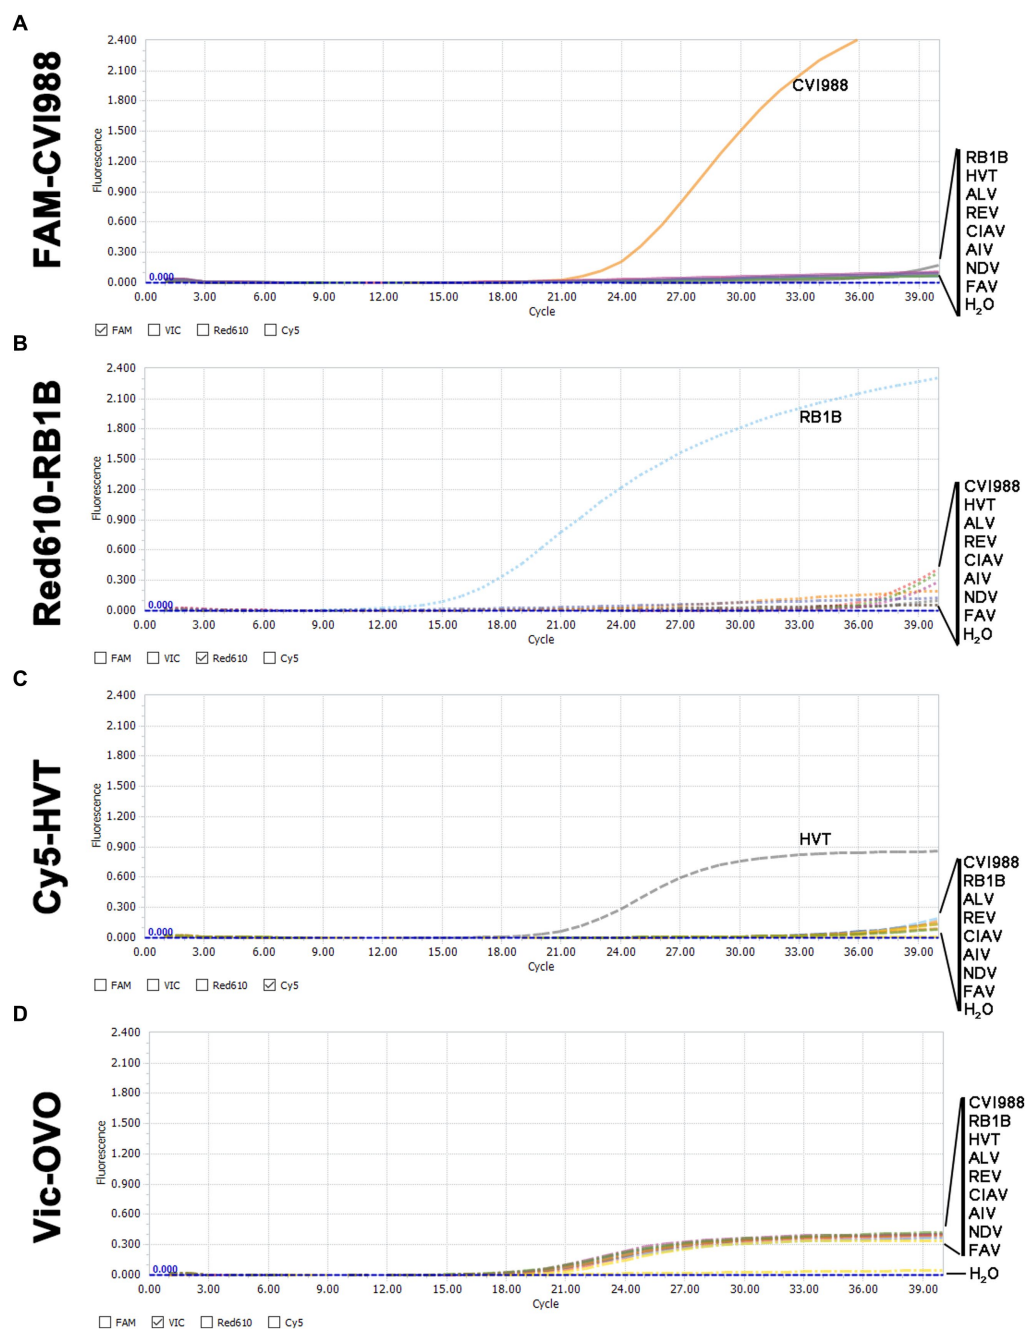 A
FAM-CVI988
2.400
2.100
1.800
1.500
1.200
0.900
0.600
0.300
0.000
Fluorescence
0.000
CVI988
RB1B
HVT
ALV
REV
CIAV
AIV
NDV
FAV
H₂O
0.00 3.00 6.00 9.00 12.00 15.00 18.00 21.00 24.00 27.00 30.00 33.00 36.00 39.00
Cycle
FAM VIC Red610 Cy5
B
Red610-RB1B
2.400
2.100
1.800
1.500
1.200
0.900
0.600
0.300
0.000
Fluorescence
0.000
RB1B
CVI988
HVT
ALV
REV
CIAV
AIV
NDV
FAV
H₂O
0.00 3.00 6.00 9.00 12.00 15.00 18.00 21.00 24.00 27.00 30.00 33.00 36.00 39.00
Cycle
FAM VIC Red610 Cy5
C
Cy5-HVT
2.400
2.100
1.800
1.500
1.200
0.900
0.600
0.300
0.000
Fluorescence
0.000
HVT
CVI988
RB1B
ALV
REV
CIAV
AIV
NDV
FAV
H₂O
0.00 3.00 6.00 9.00 12.00 15.00 18.00 21.00 24.00 27.00 30.00 33.00 36.00 39.00
Cycle
FAM VIC Red610 Cy5
D
Vic-OVO
2.400
2.100
1.800
1.500
1.200
0.900
0.600
0.300
0.000
Fluorescence
0.000
CVI988
RB1B
HVT
ALV
REV
CIAV
AIV
NDV
FAV
H₂O
0.00 3.00 6.00 9.00 12.00 15.00 18.00 21.00 24.00 27.00 30.00 33.00 36.00 39.00
Cycle
FAM VIC Red610 Cy5